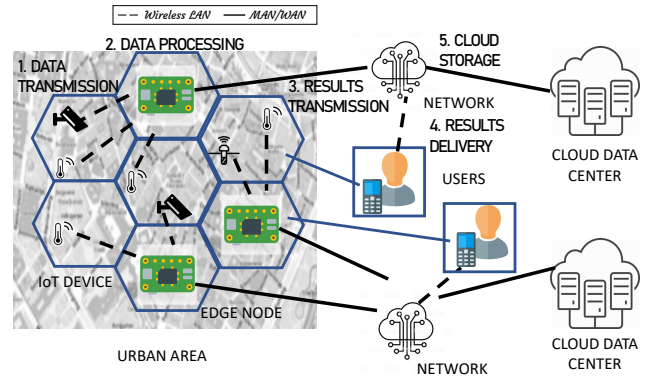 Wireless LAN
MAN/WAN
2. DATA PROCESSING
1. DATA
TRANSMISSION
3. RESULTS
TRANSMISSION
5. CLOUD
STORAGE
NETWORK
4. RESULTS
DELIVERY
USERS
CLOUD DATA
CENTER
IoT DEVICE
EDGE NODE
URBAN AREA
NETWORK
CLOUD DATA
CENTER